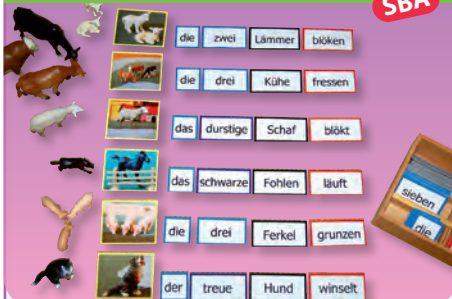 SBA
die zwei Lämmer blöken
die drei Kühe fressen
das durstige Schaf blökt
das schwarze Fohlen läuft
sieben
die
die drei Ferkel grunzen
der treue Hund winselt